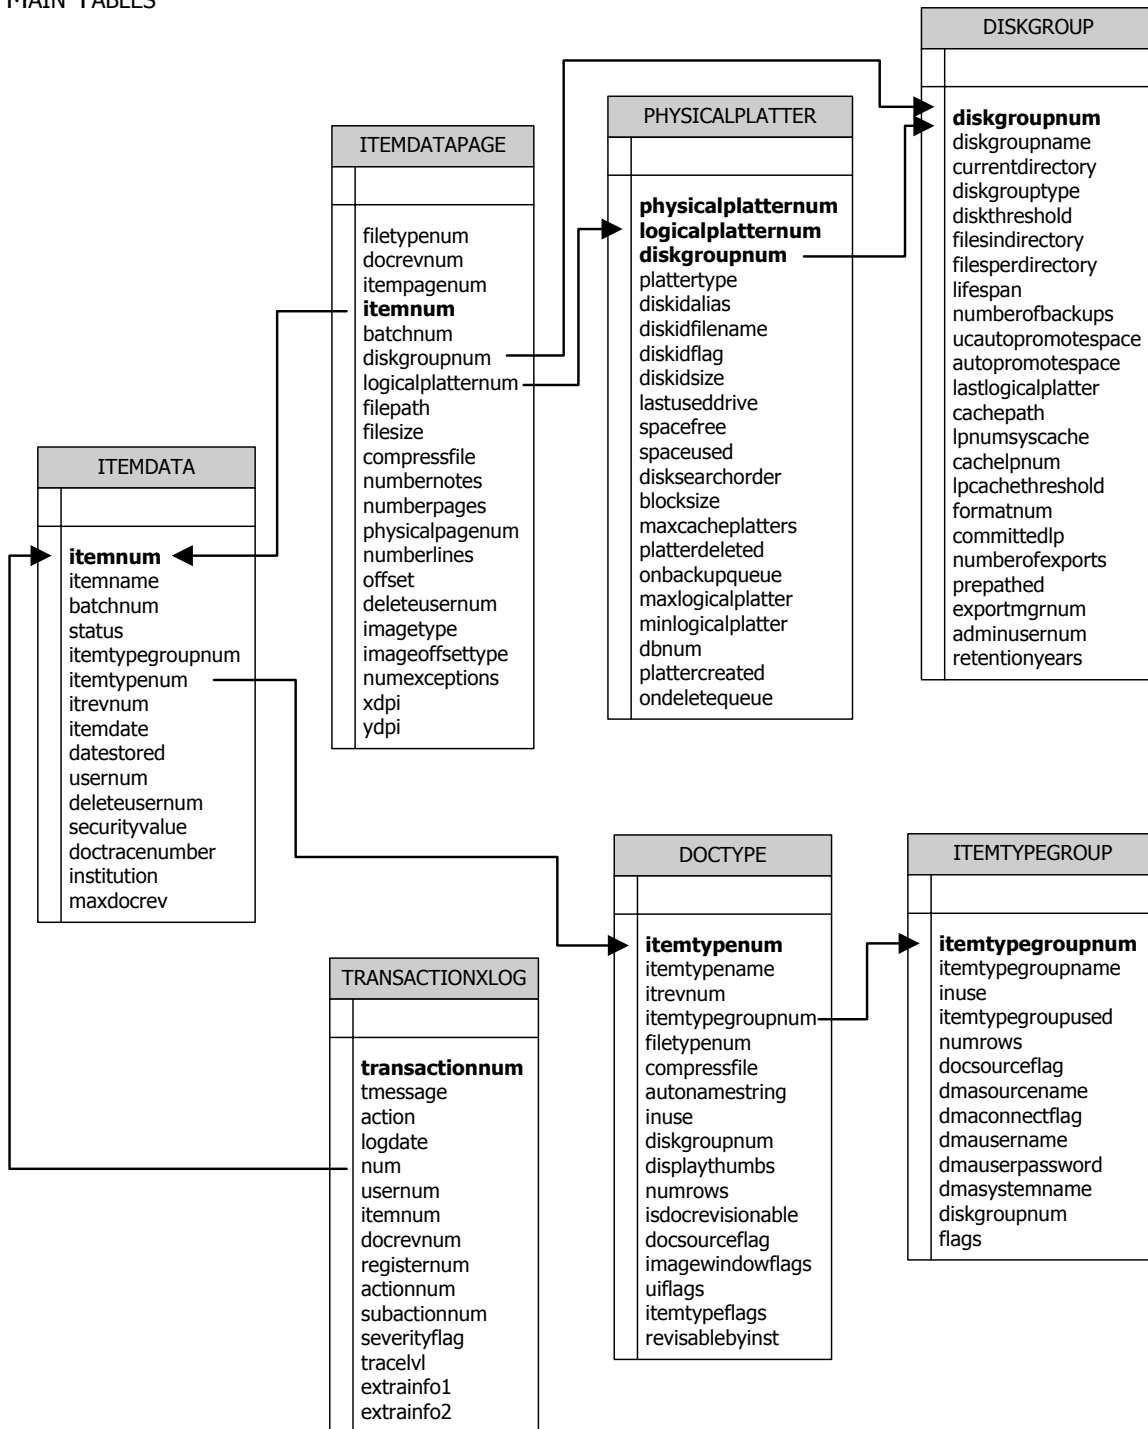 MAIN TABLES
DISKGROUP
diskgroupnum
diskgroupname
currentdirectory
diskgrouptype
diskthreshold
filesindirectory
filesperdirectory
lifespan
numberofbackups
ucautopromotespace
autopromotespace
lastlogicalplatter
cachepath
lpnumsyscache
cachelpnum
lpcachethreshold
formatnum
committedlp
numberofexports
prepathed
exportmgrnum
adminusernum
retentionyears
PHYSICALPLATTER
physicalplatternum
logicalplatternum
diskgroupnum
plattertype
diskidalias
diskidfilename
diskidflag
diskidsize
lastuseddrive
spacefree
spaceused
disksearchorder
blocksize
maxcacheplatters
platterdeleted
onbackupqueue
maxlogicalplatter
minlogicalplatter
dbnum
plattercreated
ondeletequeue
ITEMDATAPAGE
filetypenum
docrevnum
itempagenum
itemnum
batchnum
diskgroupnum
logicalplatternum
filepath
filesize
compressfile
numbernotes
numberpages
physicalpagenum
numberlines
offset
deleteusernum
imagetype
imageoffsettype
numexceptions
xdpi
ydpi
ITEMDATA
itemnum
itemname
batchnum
status
itemtypegroupnum
itemtypenum
itrevnum
itemdate
datestored
usernum
deleteusernum
securityvalue
doctracenumber
institution
maxdocrev
DOCTYPE
itemtypenum
itemtypename
itrevnum
itemtypegroupnum
filetypenum
compressfile
autonamestring
inuse
diskgroupnum
displaythumbs
numrows
isdocrevisionable
docsourceflag
imagewindowflags
uiflags
itemtypeflags
revisablebyinst
ITEMTYPEGROUP
itemtypegroupnum
itemtypegroupname
inuse
itemtypegroupused
numrows
docsourceflag
dmasourcename
dmaconnectflag
dmausername
dmauserpassword
dmasystemname
diskgroupnum
flags
TRANSACTIONXLOG
transactionnum
tmessage
action
logdate
num
usernum
itemnum
docrevnum
registernum
actionnum
subactionnum
severityflag
tracelvl
extrainfo1
extrainfo2